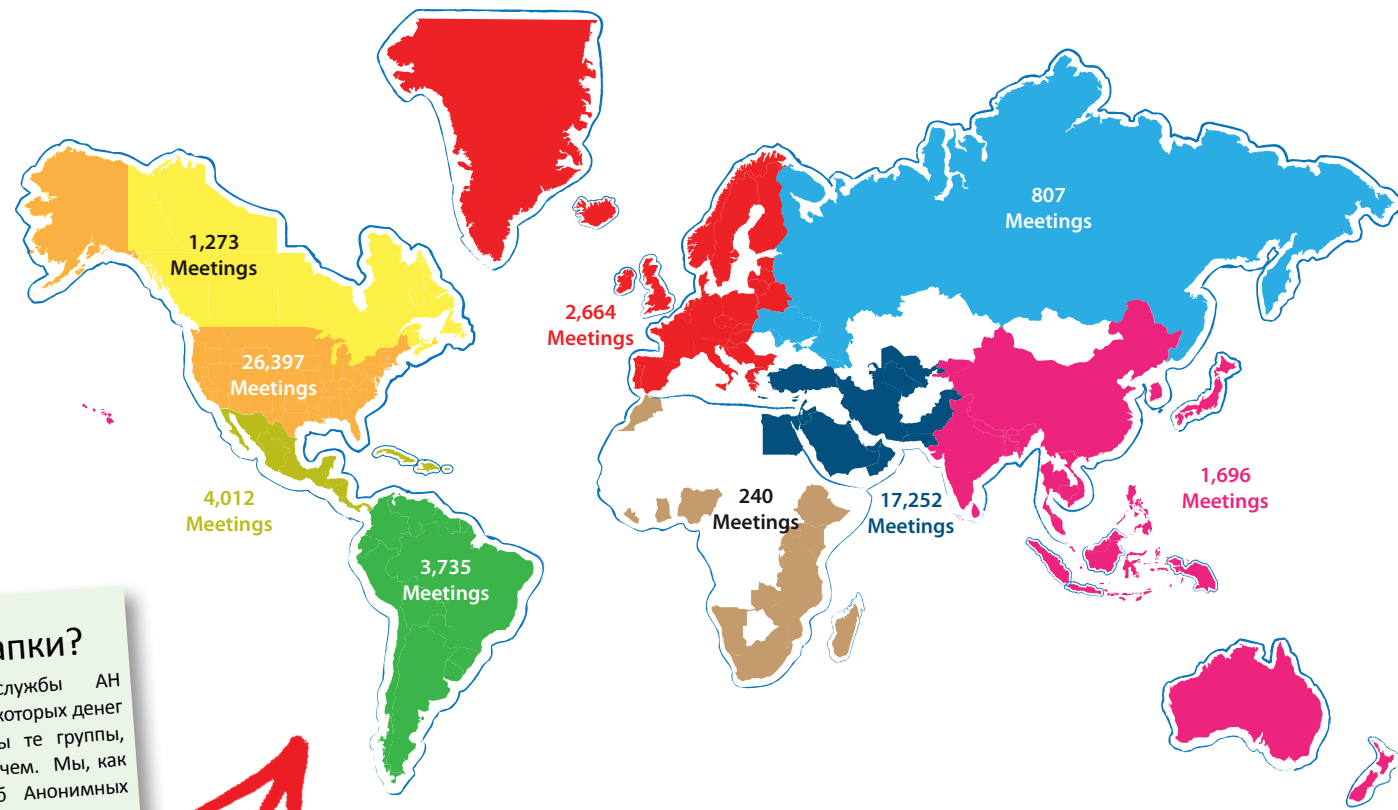 807
Meetings
1,273
Meetings
2,664
Meetings
26,397
Meetings
4,012
Meetings
240
Meetings
17,252
Meetings
1,696
Meetings
3,735
Meetings
апки?
службы АН
которых денег
ы те группы,
чем. Мы, как
б Анонимных